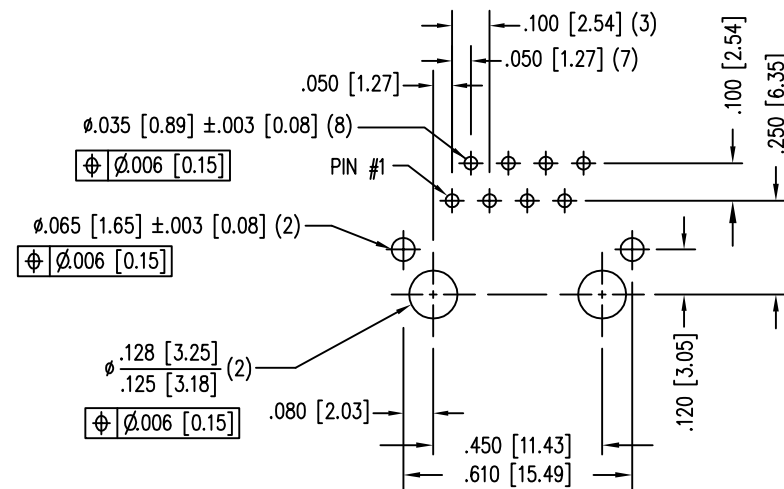 .100 [2.54] (3)
.050 [1.27] (7)
.050 [1.27]
.100 [2.54]
.250 [6.35]
ø.035 [0.89] ±.003 [0.08] (8)
⌖ Ø.006 [0.15]
PIN #1
ø.065 [1.65] ±.003 [0.08] (2)
⌖ Ø.006 [0.15]
ø .128 [3.25]
.125 [3.18] (2)
⌖ Ø.006 [0.15]
.080 [2.03]
.120 [3.05]
.450 [11.43]
.610 [15.49]